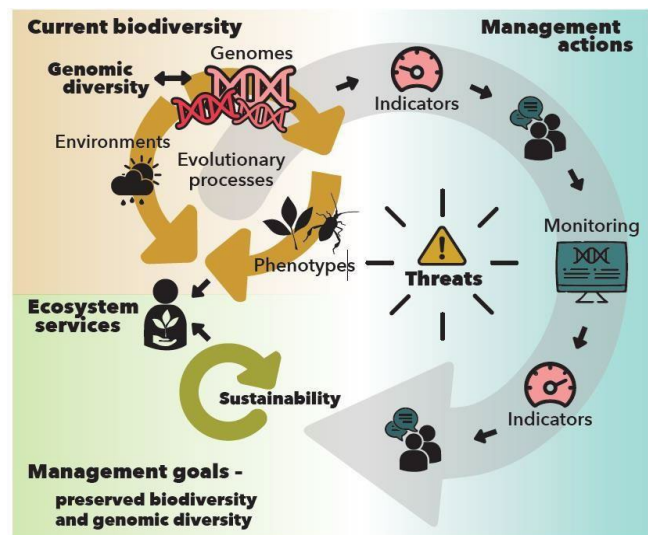 Current biodiversity
Management
actions
Genomes
Genomic
diversity
Indicators
Environments
Evolutionary
processes
Monitoring
Phenotypes
Threats
Ecosystem
services
Sustainability
Indicators
Management goals -
preserved biodiversity
and genomic diversity